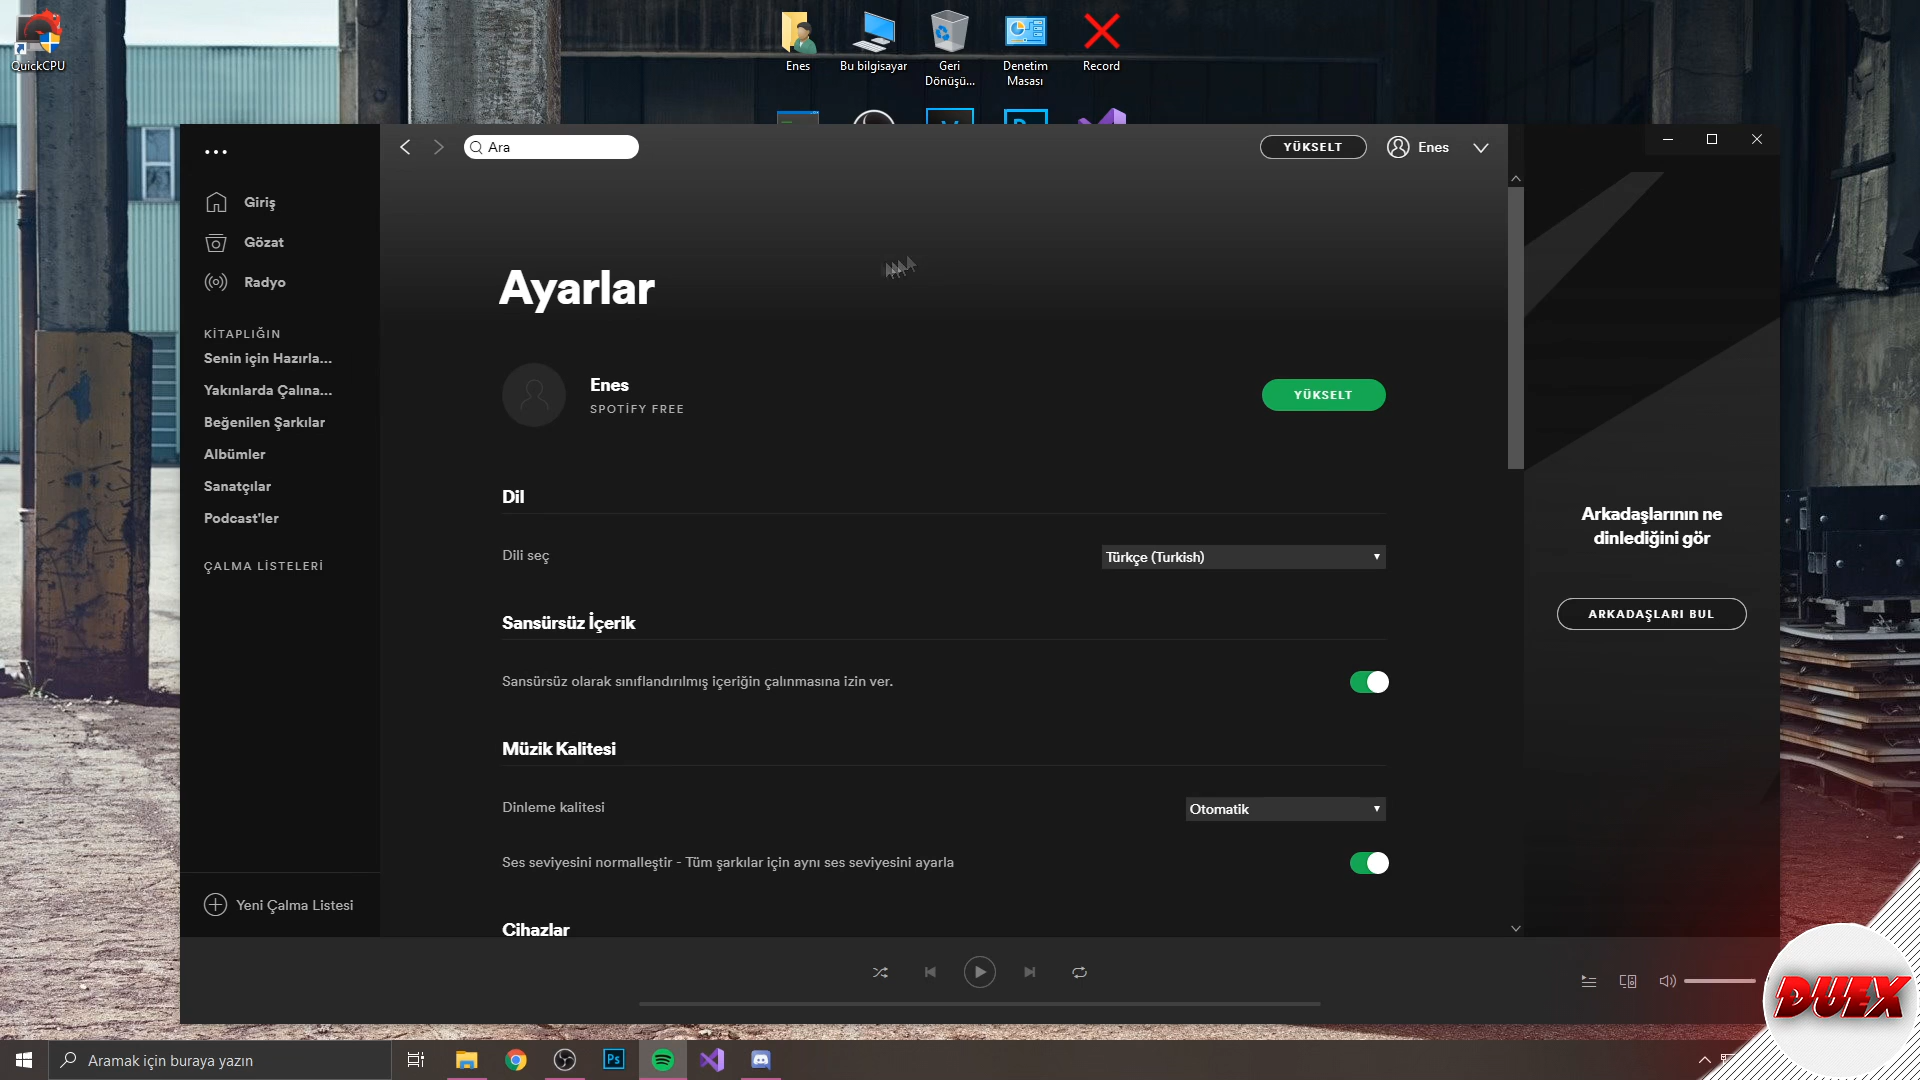 QuickCPU
Enes
Bu bilgisayar
Geri
Dönüşü...
Denetim
Masası
Record
Ara
YÜKSELT
Enes
Giriş
Gözat
Radyo
KİTAPLIĞIN
Senin için Hazırla...
Yakınlarda Çalına...
Beğenilen Şarkılar
Albümler
Sanatçılar
Podcast'ler
ÇALMA LİSTELERİ
Yeni Çalma Listesi
Ayarlar
Enes
SPOTİFY FREE
YÜKSELT
Dil
Dili seç
Türkçe (Turkish)
Sansürsüz İçerik
Sansürsüz olarak sınıflandırılmış içeriğin çalınmasına izin ver.
Müzik Kalitesi
Dinleme kalitesi
Otomatik
Ses seviyesini normalleştir - Tüm şarkılar için aynı ses seviyesini ayarla
Cihazlar
Arkadaşlarının ne
dinlediğini gör
ARKADAŞLARI BUL
DUEX
Aramak için buraya yazın
Ps